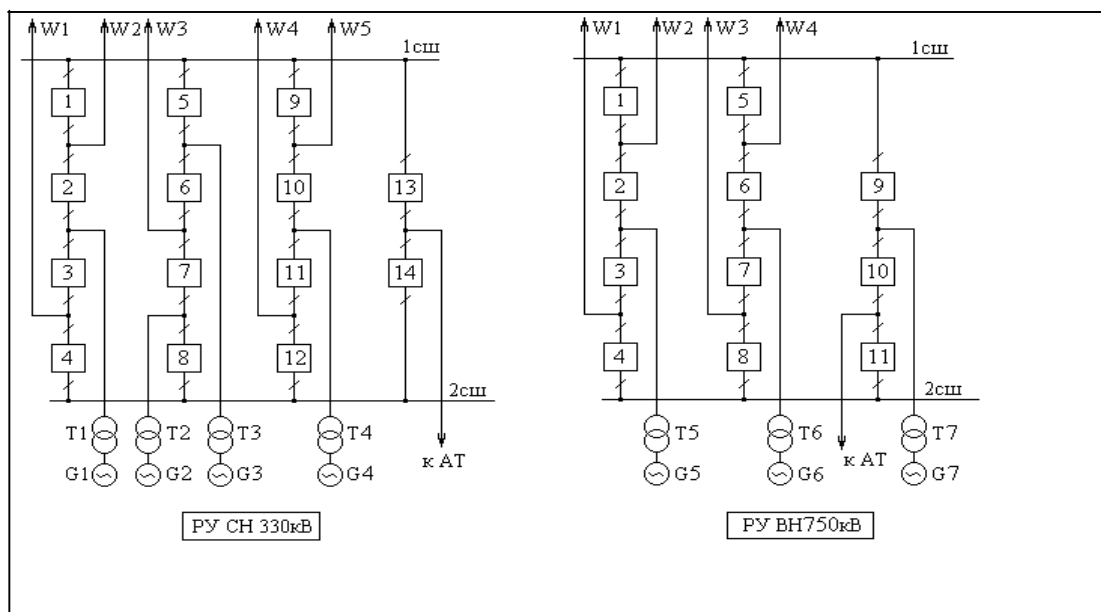 W1 W2 W3 W4 W5
1сш
1 5 9
2 6 10 13
3 7 11 14
4 8 12
2сш
T1 T2 T3 T4
G1 G2 G3 G4
к АТ
РУ СН 330кВ
W1 W2 W3 W4
1сш
1 5
2 6 9
3 7 10
4 8 11
2сш
T5 T6 T7
к АТ
G5 G6 G7
РУ ВН750кВ